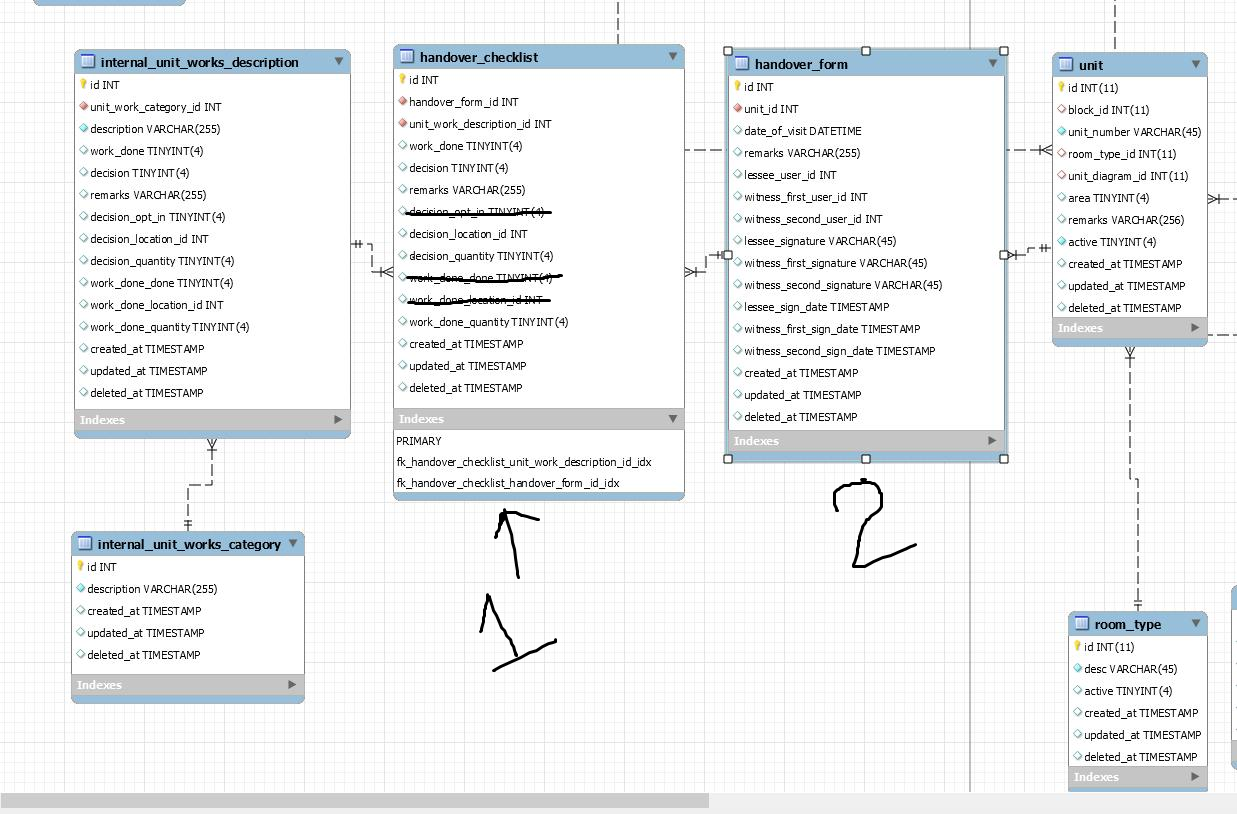 internal_unit_works_description
id INT
unit_work_category_id INT
description VARCHAR(255)
work_done TINYINT(4)
decision TINYINT(4)
remarks VARCHAR(255)
decision_opt_in TINYINT(4)
decision_location_id INT
decision_quantity TINYINT(4)
work_done_done TINYINT(4)
work_done_location_id INT
work_done_quantity TINYINT(4)
created_at TIMESTAMP
updated_at TIMESTAMP
deleted_at TIMESTAMP
Indexes
internal_unit_works_category
id INT
description VARCHAR(255)
created_at TIMESTAMP
updated_at TIMESTAMP
deleted_at TIMESTAMP
Indexes
handover_checklist
id INT
handover_form_id INT
unit_work_description_id INT
work_done TINYINT(4)
decision TINYINT(4)
remarks VARCHAR(255)
decision_opt_in TINYINT(4)
decision_location_id INT
decision_quantity TINYINT(4)
work_done_done TINYINT(4)
work_done_location_id INT
work_done_quantity TINYINT(4)
created_at TIMESTAMP
updated_at TIMESTAMP
deleted_at TIMESTAMP
Indexes
PRIMARY
fk_handover_checklist_unit_work_description_id_idx
fk_handover_checklist_handover_form_id_idx
1
handover_form
id INT
unit_id INT
date_of_visit DATETIME
remarks VARCHAR(255)
lessee_user_id INT
witness_first_user_id INT
witness_second_user_id INT
lessee_signature VARCHAR(45)
witness_first_signature VARCHAR(45)
witness_second_signature VARCHAR(45)
lessee_sign_date TIMESTAMP
witness_first_sign_date TIMESTAMP
witness_second_sign_date TIMESTAMP
created_at TIMESTAMP
updated_at TIMESTAMP
deleted_at TIMESTAMP
Indexes
2
unit
id INT(11)
block_id INT(11)
unit_number VARCHAR(45)
room_type_id INT(11)
unit_diagram_id INT(11)
area TINYINT(4)
remarks VARCHAR(256)
active TINYINT(4)
created_at TIMESTAMP
updated_at TIMESTAMP
deleted_at TIMESTAMP
Indexes
room_type
id INT(11)
desc VARCHAR(45)
active TINYINT(4)
created_at TIMESTAMP
updated_at TIMESTAMP
deleted_at TIMESTAMP
Indexes